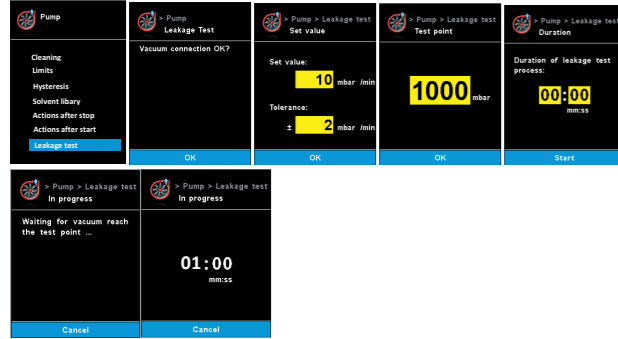 Pump
Cleaning
Limits
Hysteresis
Solvent libary
Actions after stop
Actions after start
Leakage test
> Pump
Leakage Test
Vacuum connection OK?
OK
> Pump > Leakage test
Set value
Set value:
10 mbar /min
Tolerance:
± 2 mbar /min
OK
> Pump > Leakage test
Test point
1000 mbar
OK
> Pump > Leakage test
Duration
Duration of leakage test
process:
00:00
mm:ss
Start
> Pump > Leakage test
In progress
Waiting for vacuum reach
the test point ...
Cancel
> Pump > Leakage test
In progress
01:00
mm:ss
Cancel